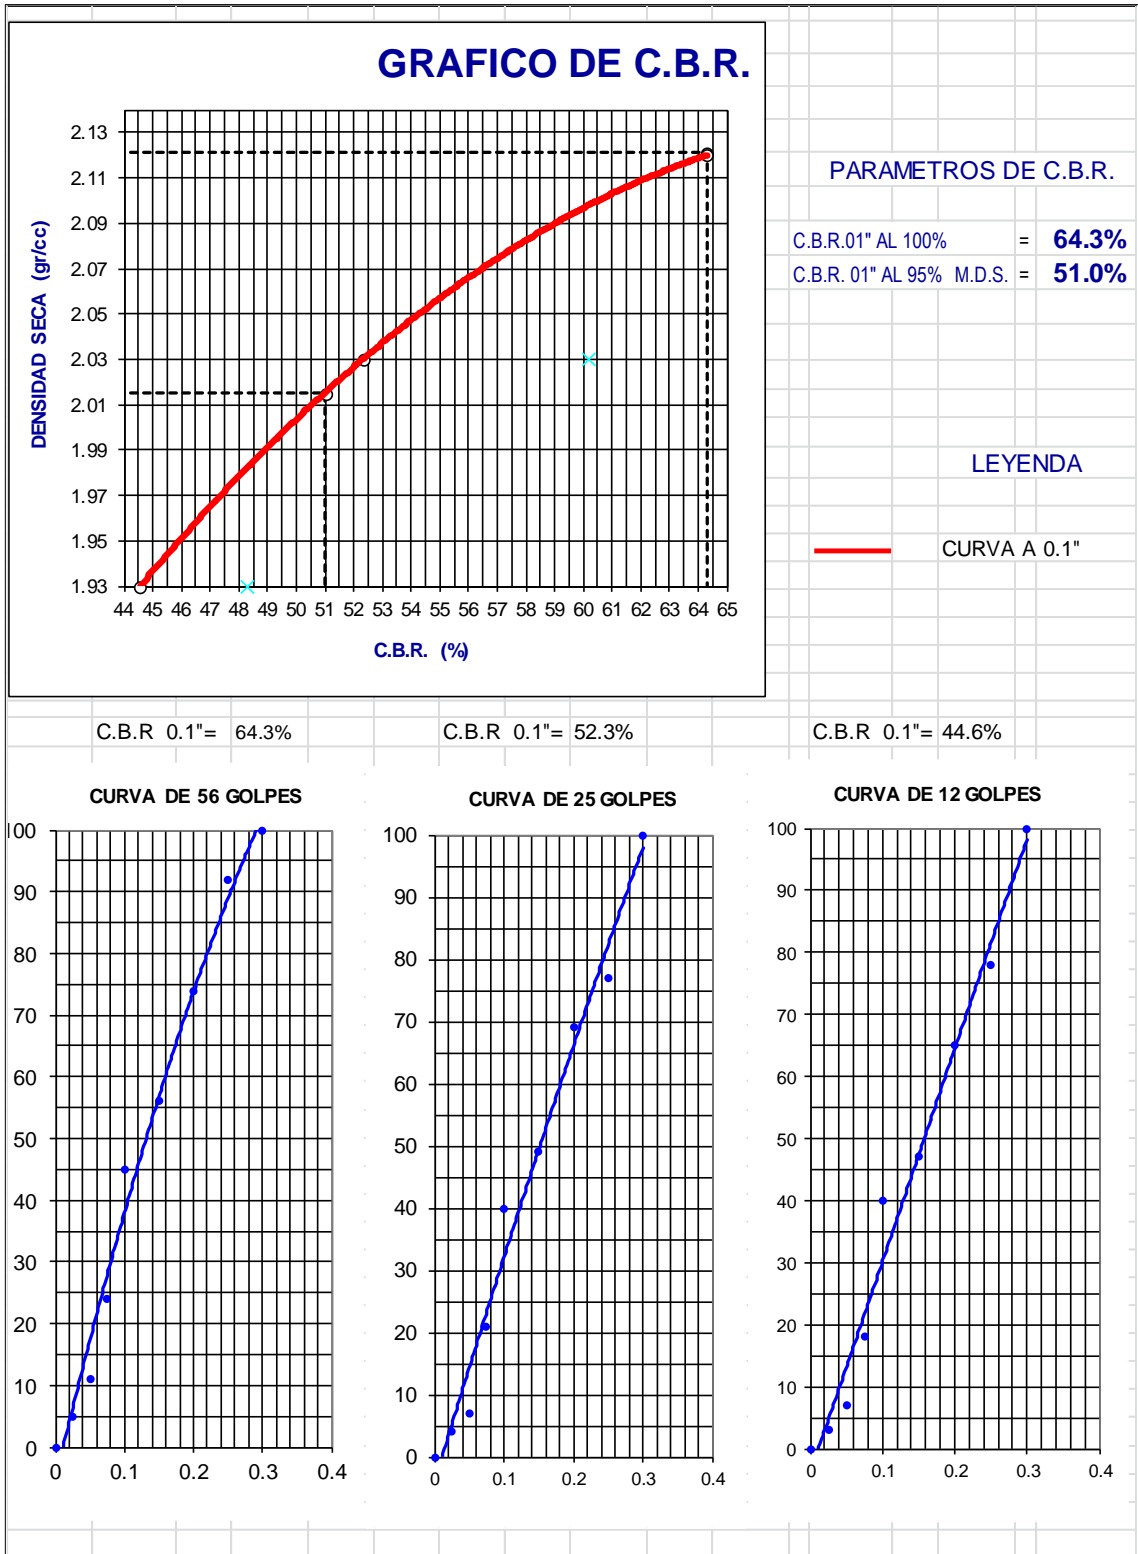 GRAFICO DE C.B.R.
2.13
2.11
2.09
2.07
2.05
2.03
2.01
1.99
1.97
1.95
1.93
DENSIDAD SECA (gr/cc)
44 45 46 47 48 49 50 51 52 53 54 55 56 57 58 59 60 61 62 63 64 65
C.B.R. (%)
PARAMETROS DE C.B.R.
C.B.R.01" AL 100% = 64.3%
C.B.R. 01" AL 95% M.D.S. = 51.0%
LEYENDA
CURVA A 0.1"
C.B.R 0.1"= 64.3%
C.B.R 0.1"= 52.3%
C.B.R 0.1"= 44.6%
CURVA DE 56 GOLPES
100
90
80
70
60
50
40
30
20
10
0
0 0.1 0.2 0.3 0.4
CURVA DE 25 GOLPES
100
90
80
70
60
50
40
30
20
10
0
0 0.1 0.2 0.3 0.4
CURVA DE 12 GOLPES
100
90
80
70
60
50
40
30
20
10
0
0 0.1 0.2 0.3 0.4